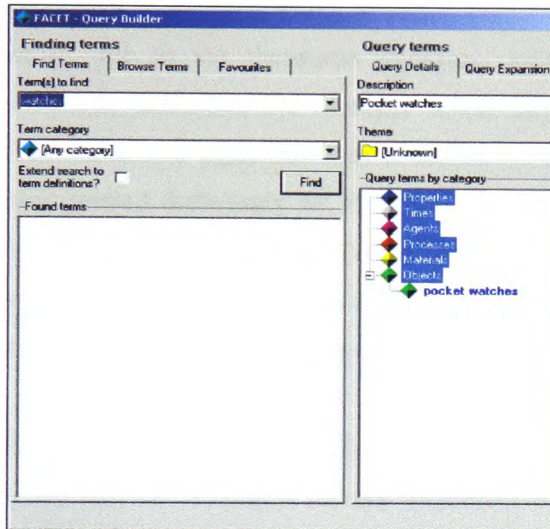 FACET - Query Builder
Finding terms
Find Terms Browse Terms Favourites
Term(s) to find
watches
Term category
[Any category]
Extend search to
term definitions?
Find
Found terms
Query terms
Query Details Query Expansion
Description
Pocket watches
Theme
[Unknown]
Query terms by category
Properties
Times
Agents
Processes
Materials
Objects
pocket watches